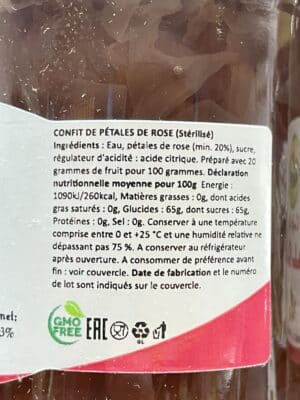 CONFIT DE PÉTALES DE ROSE (Stérilisé)
Ingrédients : Eau, pétales de rose (min. 20%), sucre,
régulateur d'acidité : acide citrique. Préparé avec 20
grammes de fruit pour 100 grammes. Déclaration
nutritionnelle moyenne pour 100g Energie :
1090kJ/260kcal, Matières grasses : 0g, dont acides
gras saturés : 0g, Glucides : 65g, dont sucres : 65g,
Protéines : 0g, Sel : 0g. Conserver à une température
comprise entre 0 et +25 °C et une humidité relative ne
dépassant pas 75 %. A conserver au réfrigérateur
après ouverture. A consommer de préférence avant
fin : voir couvercle. Date de fabrication et le numéro
de lot sont indiqués sur le couvercle.
mel:
3%
GMO
FREE
EAC
GL